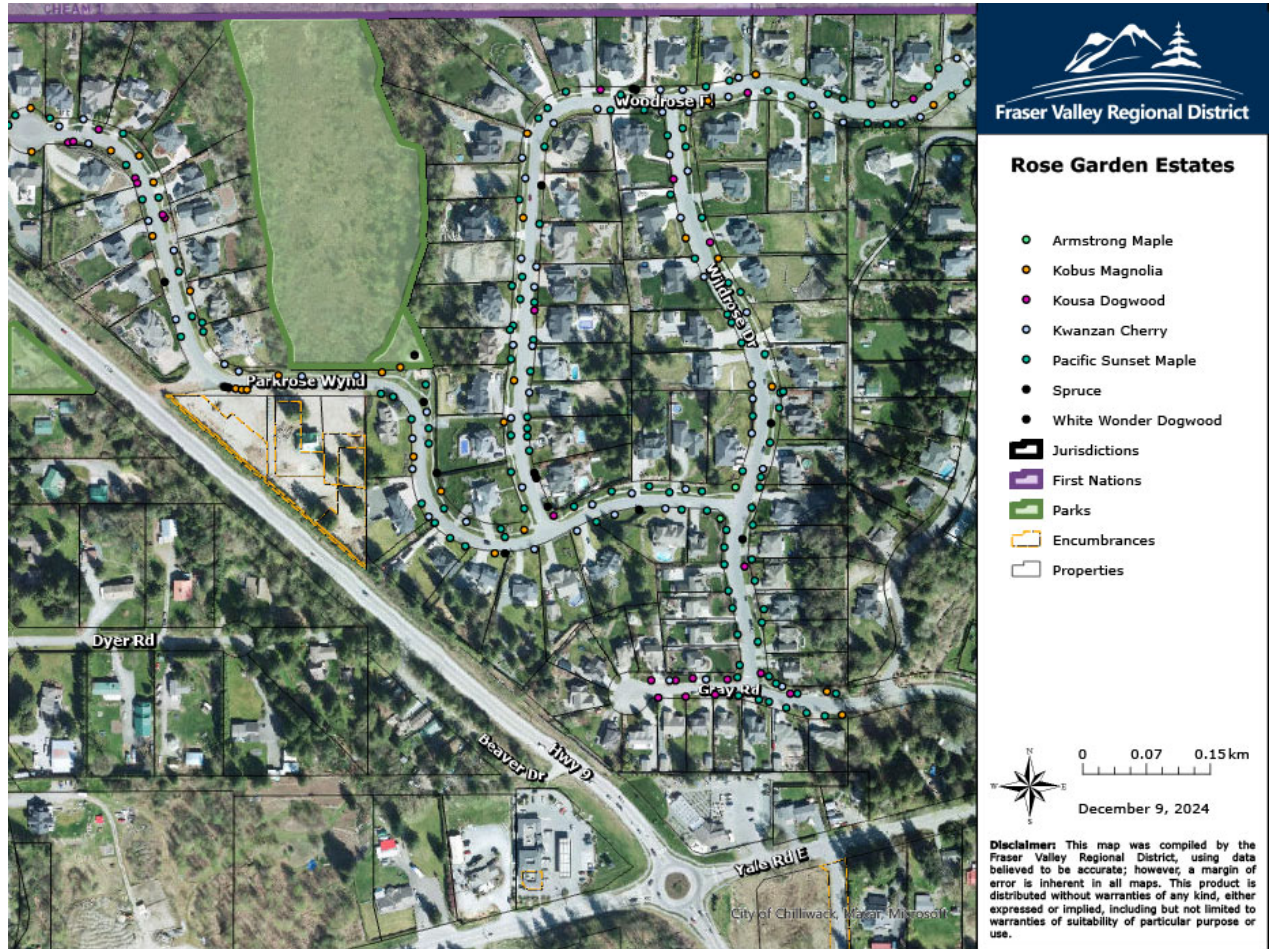 CHEAM 1
Woodrose Pl
Wildrose Dr
Parkrose Wynd
Dyer Rd
Gray Rd
Beaver Dr
Hwy 9
Yale Rd E
City of Chilliwack, Maxar, Microsoft
Fraser Valley Regional District
Rose Garden Estates
Armstrong Maple
Kobus Magnolia
Kousa Dogwood
Kwanzan Cherry
Pacific Sunset Maple
Spruce
White Wonder Dogwood
Jurisdictions
First Nations
Parks
Encumbrances
Properties
N
W E
S
0 0.07 0.15 km
December 9, 2024
Disclaimer: This map was compiled by the
Fraser Valley Regional District, using data
believed to be accurate; however, a margin of
error is inherent in all maps. This product is
distributed without warranties of any kind, either
expressed or implied, including but not limited to
warranties of suitability of particular purpose or
use.